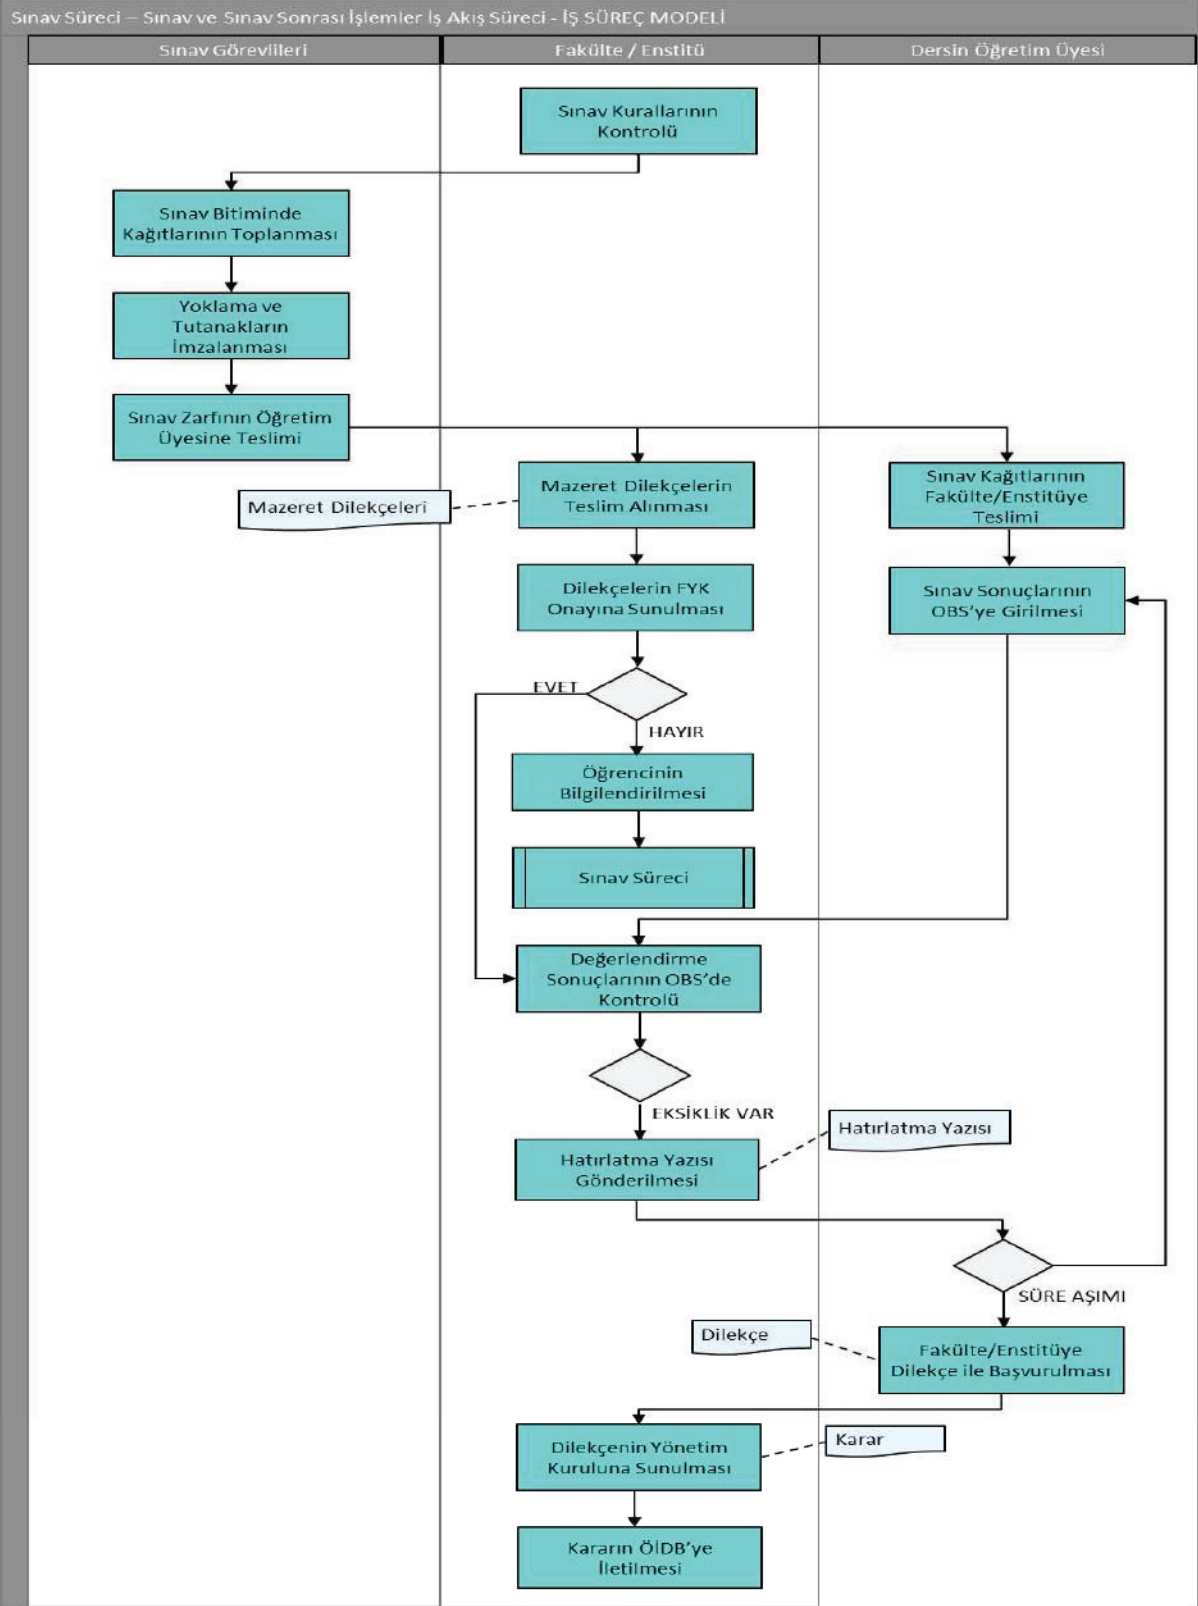 Sınav Süreci – Sınav ve Sınav Sonrası İşlemler İş Akış Süreci - İŞ SÜREÇ MODELİ
Sınav Görevlileri
Fakülte / Enstitü
Dersin Öğretim Üyesi
Sınav Kurallarının
Kontrolü
Sınav Bitiminde
Kağıtlarının Toplanması
Yoklama ve
Tutanakların
İmzalanması
Sınav Zarfının Öğretim
Üyesine Teslimi
Mazeret Dilekçelerin
Teslim Alınması
Sınav Kağıtlarının
Fakülte/Enstitüye
Teslimi
Mazeret Dilekçeleri
Dilekçelerin FYK
Onayına Sunulması
Sınav Sonuçlarının
OBS'ye Girilmesi
EVET
HAYIR
Öğrencinin
Bilgilendirilmesi
Sınav Süreci
Değerlendirme
Sonuçlarının OBS'de
Kontrolü
EKSİKLİK VAR
Hatırlatma Yazısı
Hatırlatma Yazısı
Gönderilmesi
SÜRE AŞIMI
Dilekçe
Fakülte/Enstitüye
Dilekçe ile Başvurulması
Dilekçenin Yönetim
Kuruluna Sunulması
Karar
Kararın ÖİDB'ye
İletilmesi